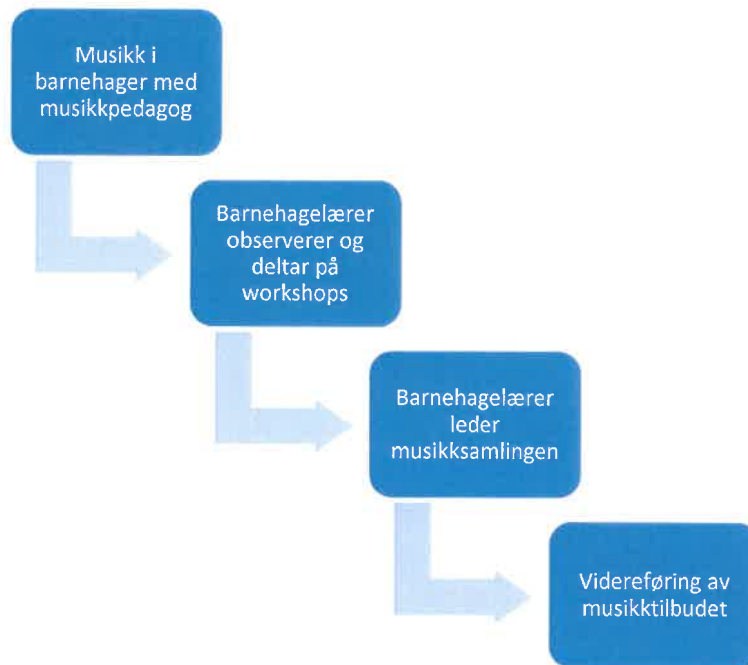 Musikk i
barnehager med
musikkpedagog
Barnehagelærer
observerer og
deltar på
workshops
Barnehagelærer
leder
musikksamlingen
Videreføring av
musikktilbudet